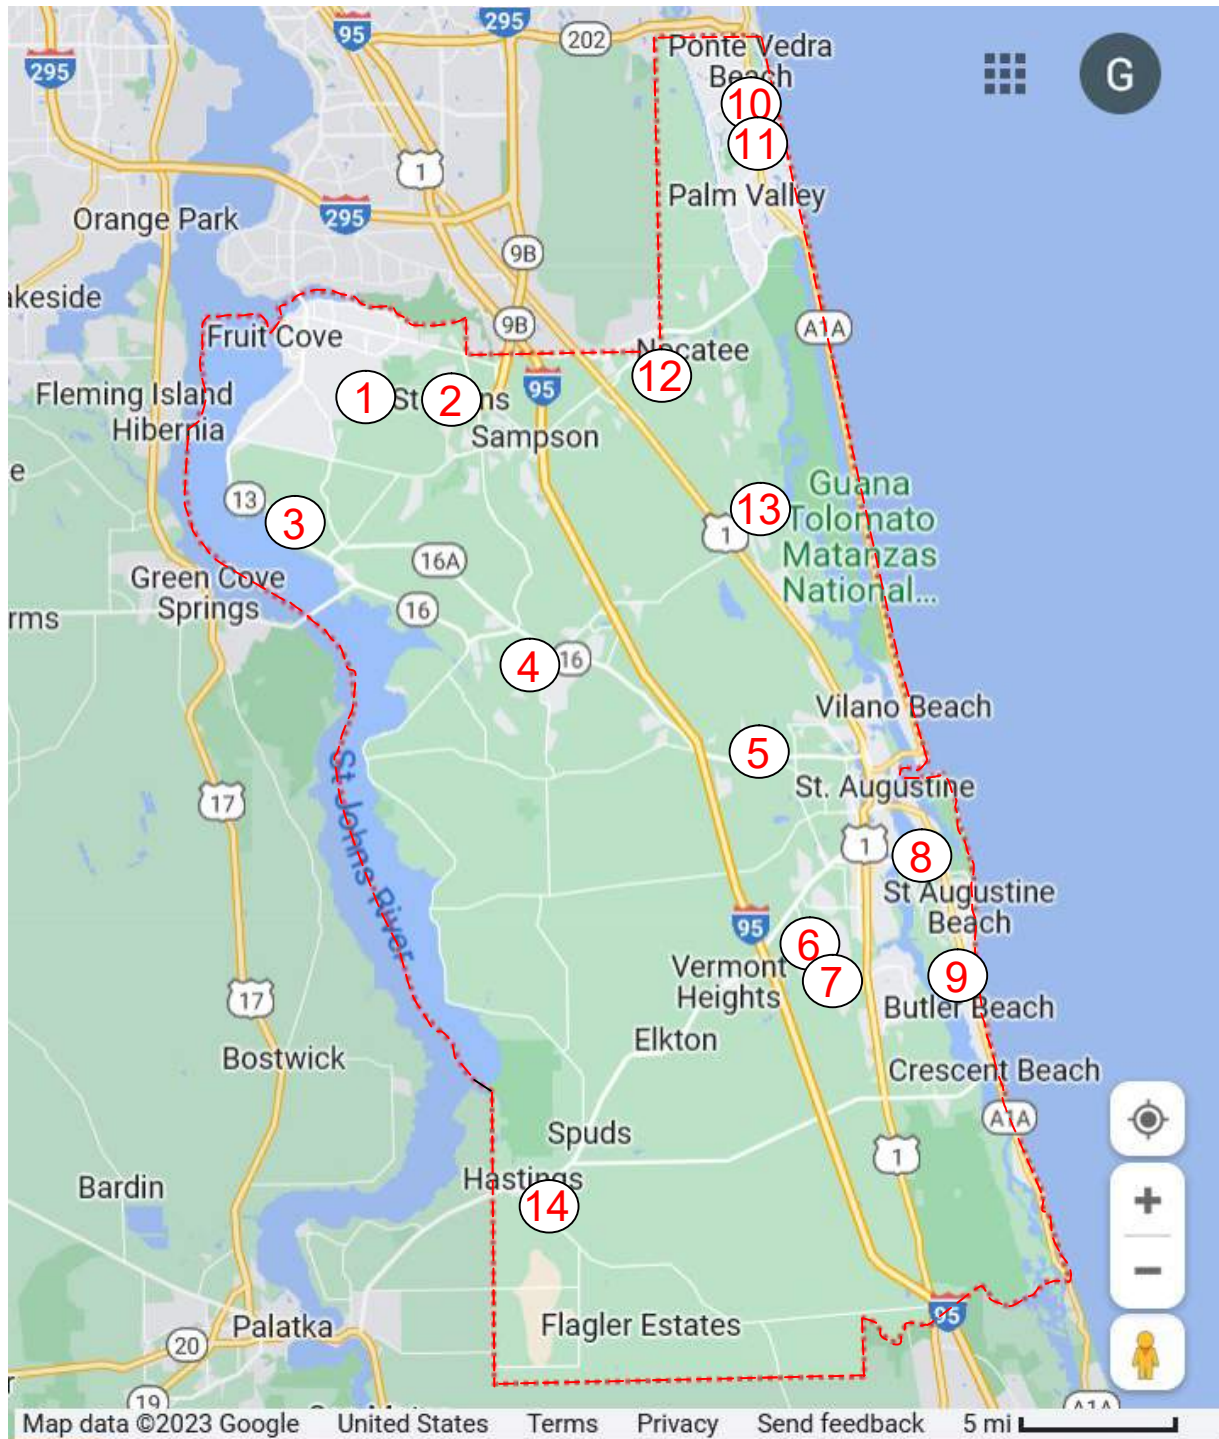 95
295
202
295
Ponte Vedra
Beach
G
10
11
1
Palm Valley
Orange Park
295
9B
akeside
9B
A1A
Fruit Cove
Nocatee
12
95
Fleming Island
Hibernia
1
St
2
ns
Sampson
e
13
3
13
1
Guana
Tolomato
Matanzas
National...
16A
Green Cove
Springs
16
rms
4
16
Vilano Beach
5
St. Augustine
17
St Johns River
1
8
St Augustine
Beach
95
6
7
9
Vermont
Heights
Butler Beach
17
Elkton
Bostwick
Crescent Beach
A1A
Spuds
1
Hastings
14
Bardin
+
−
95
Flagler Estates
Palatka
20
19
A1A
Map data ©2023 Google United States Terms Privacy Send feedback 5 mi